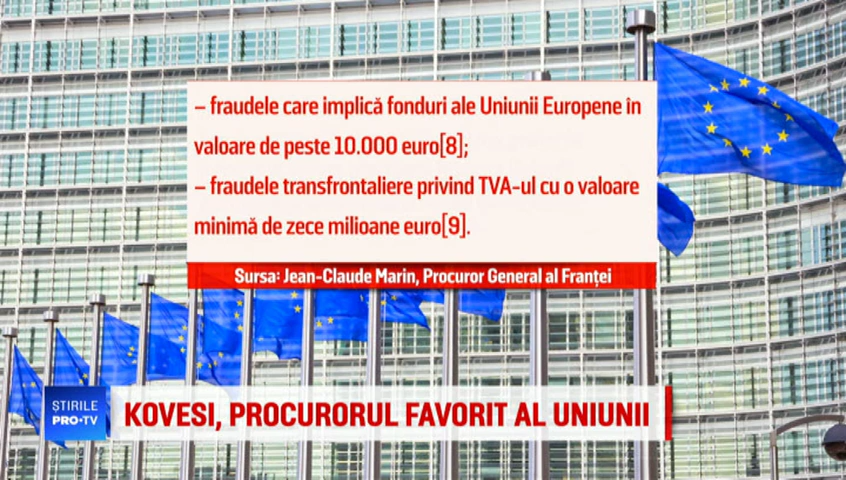 – fraudele care implică fonduri ale Uniunii Europene în
valoare de peste 10.000 euro[8];
– fraudele transfrontaliere privind TVA-ul cu o valoare
minimă de zece milioane euro[9].
Sursa: Jean-Claude Marin, Procuror General al Franței
ȘTIRILE
PRO•TV
KOVESI, PROCURORUL FAVORIT AL UNIUNII